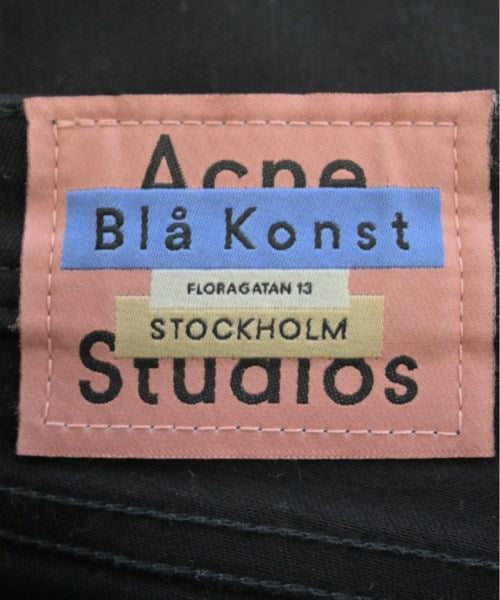 Acne
Blå Konst
FLORAGATAN 13
STOCKHOLM
Studios